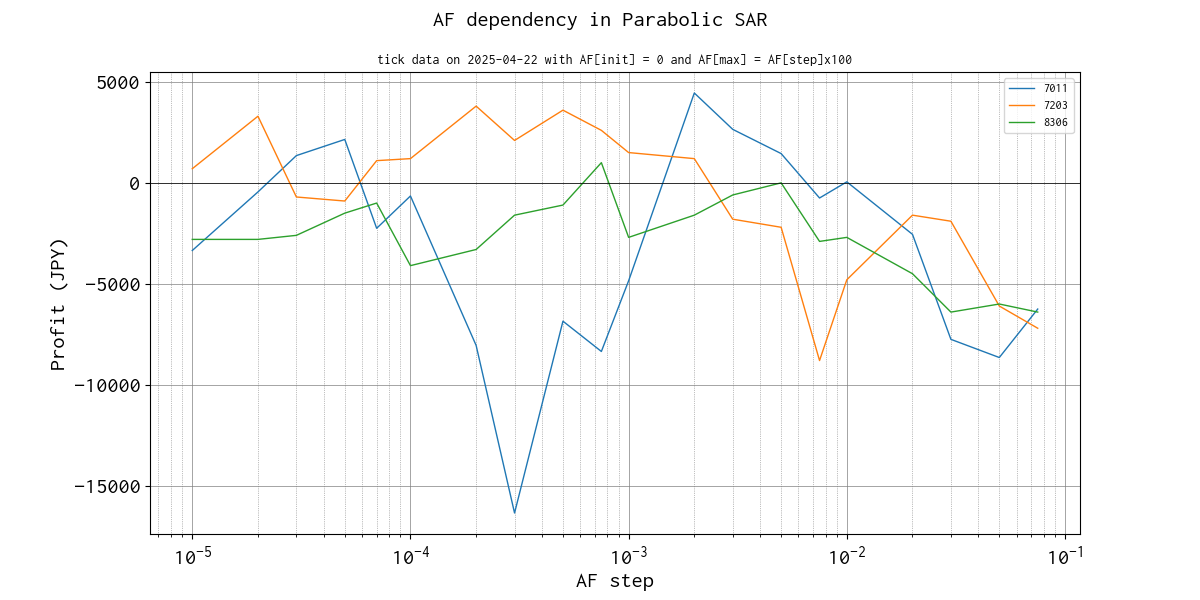 AF dependency in Parabolic SAR
tick data on 2025-04-22 with AF[init] = 0 and AF[max] = AF[step]x100
7011
7203
8306
Profit (JPY)
5000
0
−5000
−10000
−15000
10⁻⁵ 10⁻⁴ 10⁻³ 10⁻² 10⁻¹
AF step